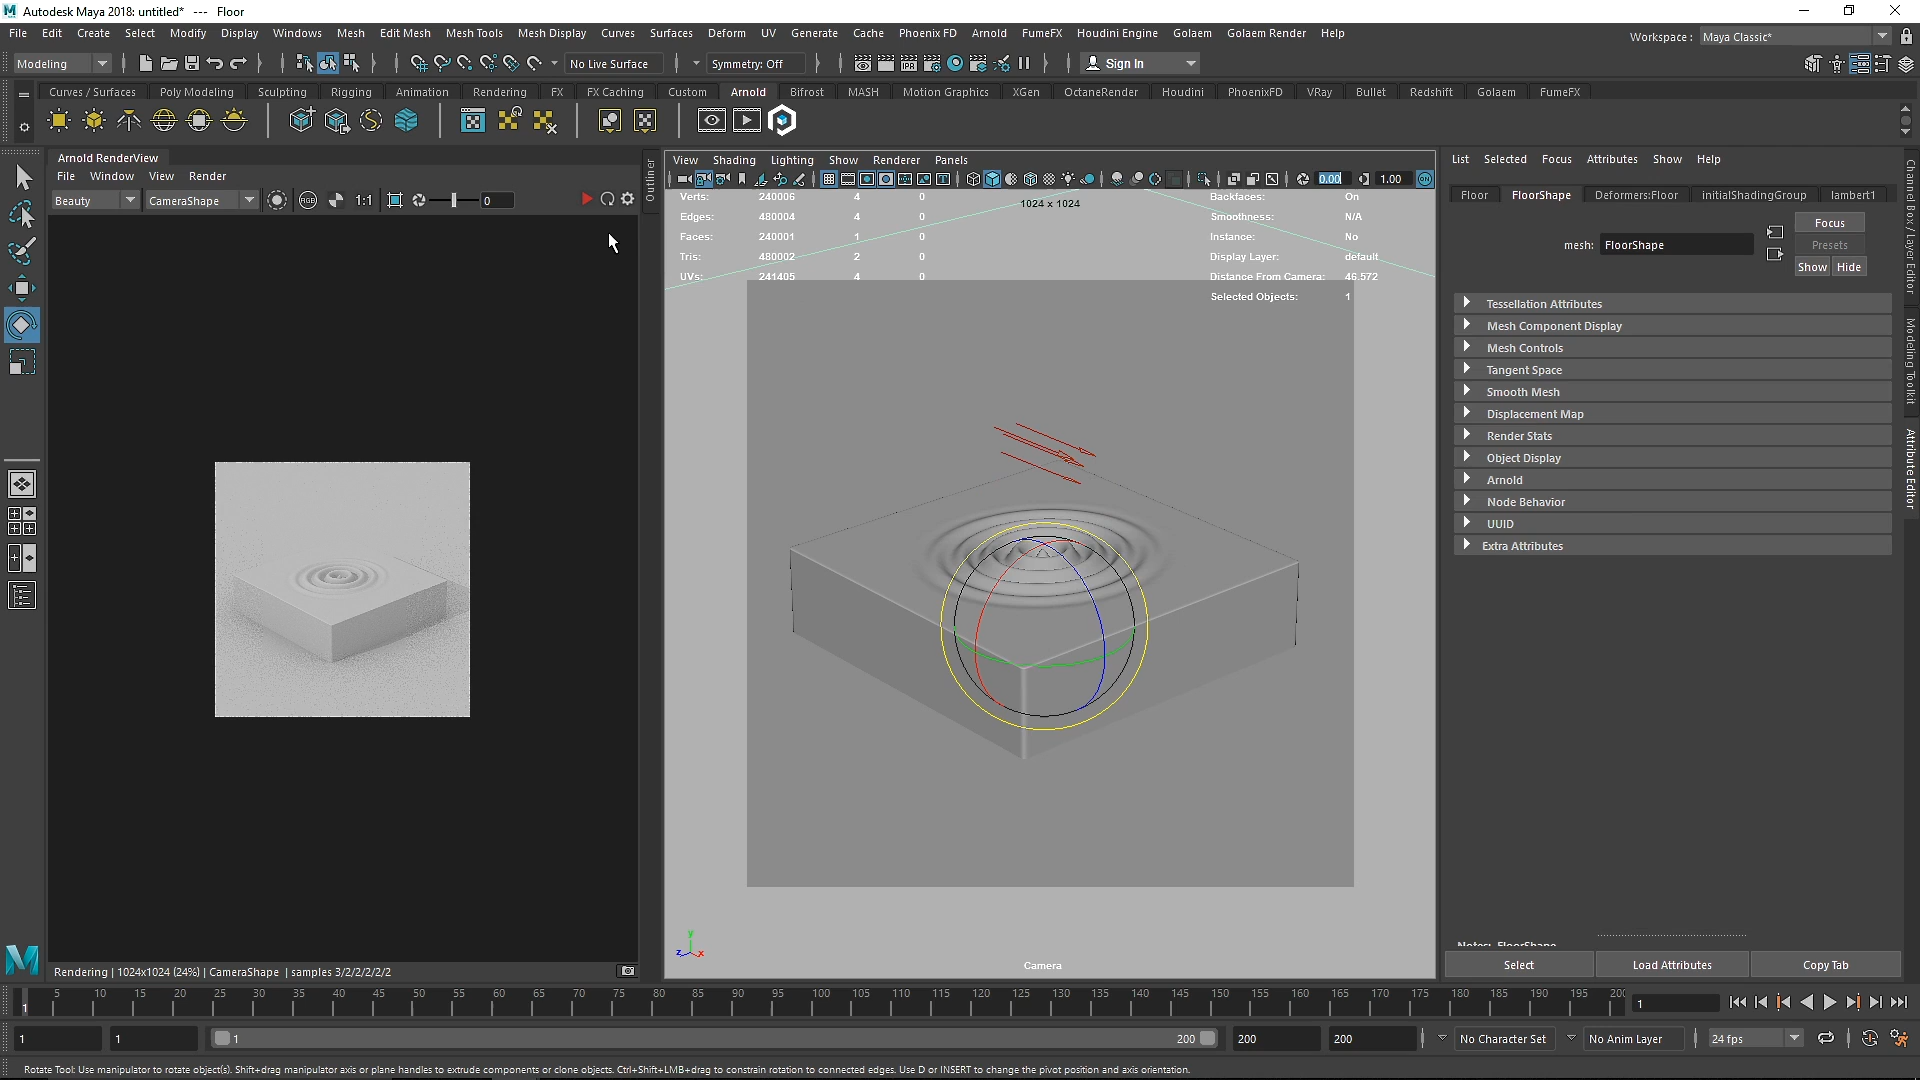 Autodesk Maya 2018: untitled* --- Floor
File Edit Create Select Modify Display Windows Mesh Edit Mesh Mesh Tools Mesh Display Curves Surfaces Deform UV Generate Cache Phoenix FD Arnold FumeFX Houdini Engine Golaem Golaem Render Help
Workspace : Maya Classic*
Modeling No Live Surface Symmetry: Off Sign In
Curves / Surfaces Poly Modeling Sculpting Rigging Animation Rendering FX FX Caching Custom Arnold Bifrost MASH Motion Graphics XGen OctaneRender Houdini PhoenixFD VRay Bullet Redshift Golaem FumeFX
Arnold RenderView
File Window View Render
Beauty CameraShape RGB 1:1 0
Outliner
View Shading Lighting Show Renderer Panels
0.00 1.00
Verts: 240006 4 0
Edges: 480004 4 0
Faces: 240001 1 0
Tris: 480002 2 0
UVs: 241405 4 0
1024 x 1024
Backfaces: On
Smoothness: N/A
Instance: No
Display Layer: default
Distance From Camera: 46.572
Selected Objects: 1
y
z x
Camera
Rendering | 1024x1024 (24%) | CameraShape | samples 3/2/2/2/2/2
List Selected Focus Attributes Show Help
Floor FloorShape Deformers:Floor initialShadingGroup lambert1
mesh: FloorShape
Focus
Presets
Show Hide
Tessellation Attributes
Mesh Component Display
Mesh Controls
Tangent Space
Smooth Mesh
Displacement Map
Render Stats
Object Display
Arnold
Node Behavior
UUID
Extra Attributes
Notes: FloorShape
Select Load Attributes Copy Tab
Channel Box / Layer Editor
Modeling Toolkit
Attribute Editor
1 5 10 15 20 25 30 35 40 45 50 55 60 65 70 75 80 85 90 95 100 105 110 115 120 125 130 135 140 145 150 155 160 165 170 175 180 185 190 195 200 1
1 1 1 200 200 200 No Character Set No Anim Layer 24 fps
Rotate Tool: Use manipulator to rotate object(s). Shift+drag manipulator axis or plane handles to extrude components or clone objects. Ctrl+Shift+LMB+drag to constrain rotation to connected edges. Use D or INSERT to change the pivot position and axis orientation.